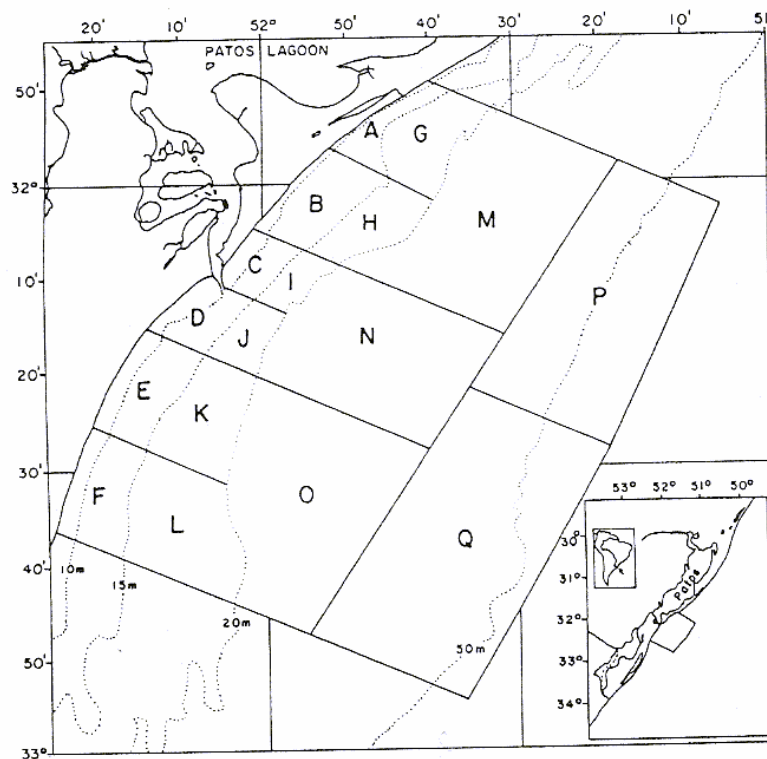 20' 10' 52° 50' 40' 30' 20' 10' 51
PATOS LAGOON
50'
A G
32°
B H M
C I
10'
P
D J N
20'
E K
30'
F L O
53° 52° 51° 50°
Q
30°
40'
10m 15m
31°
Patos
20m
32°
50m
50'
33°
34°
33°